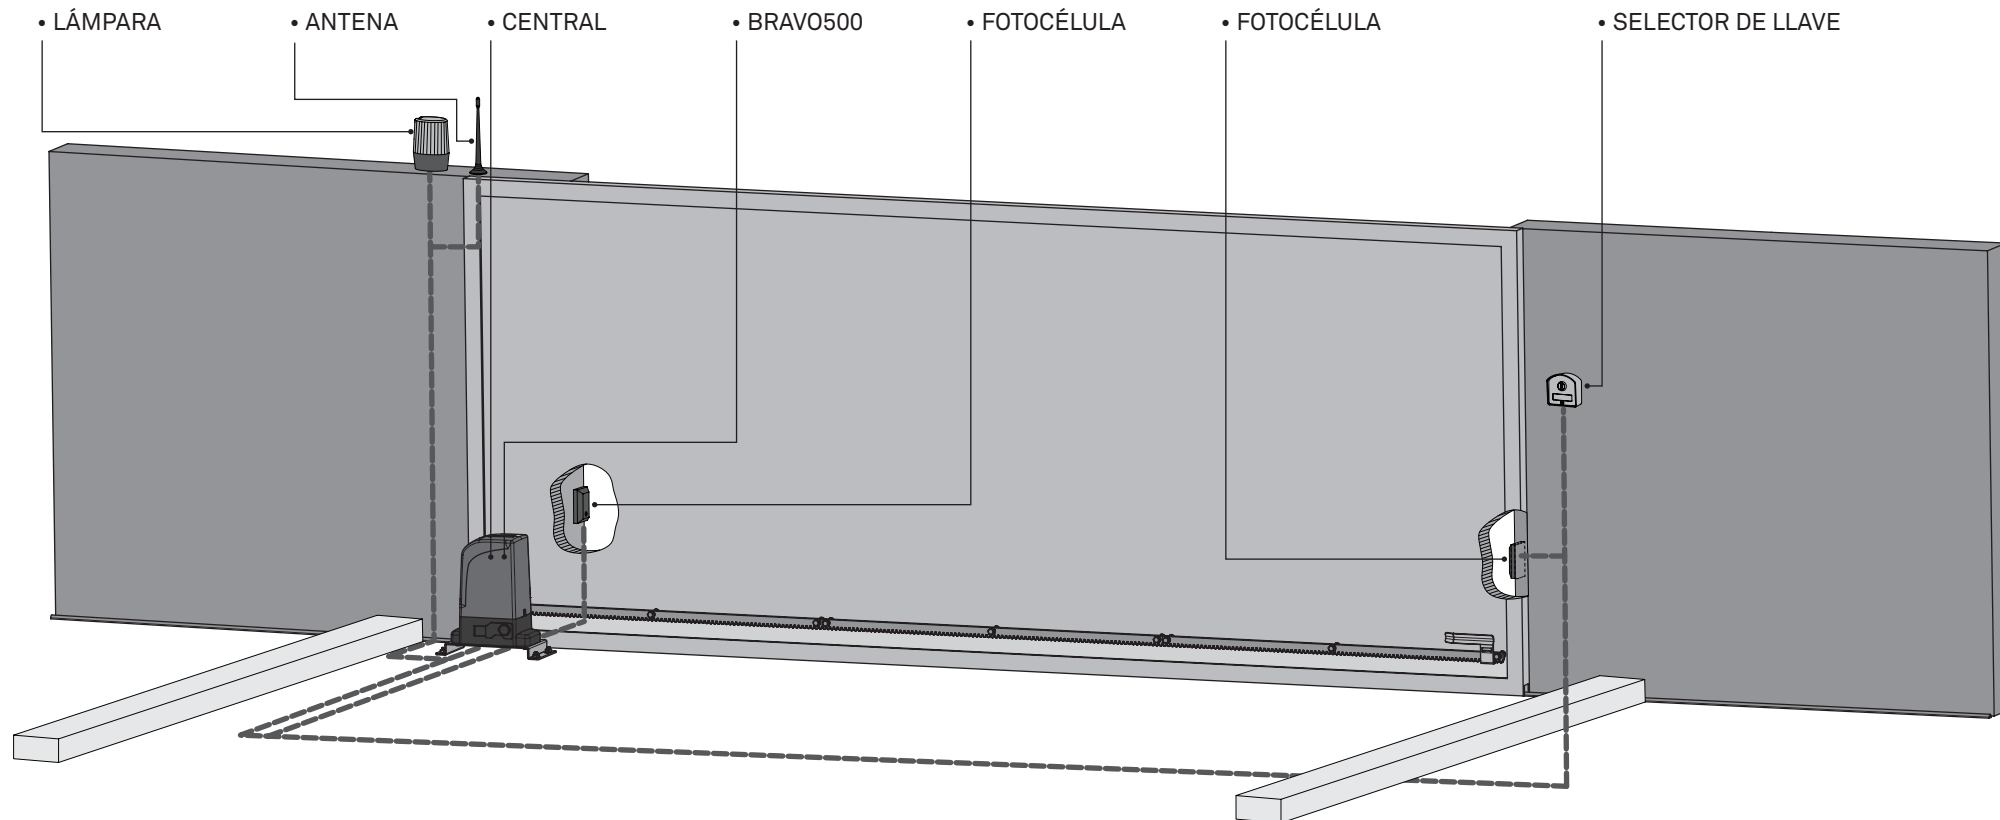 • LÁMPARA
• ANTENA
• CENTRAL
• BRAVO500
• FOTOCÉLULA
• FOTOCÉLULA
• SELECTOR DE LLAVE